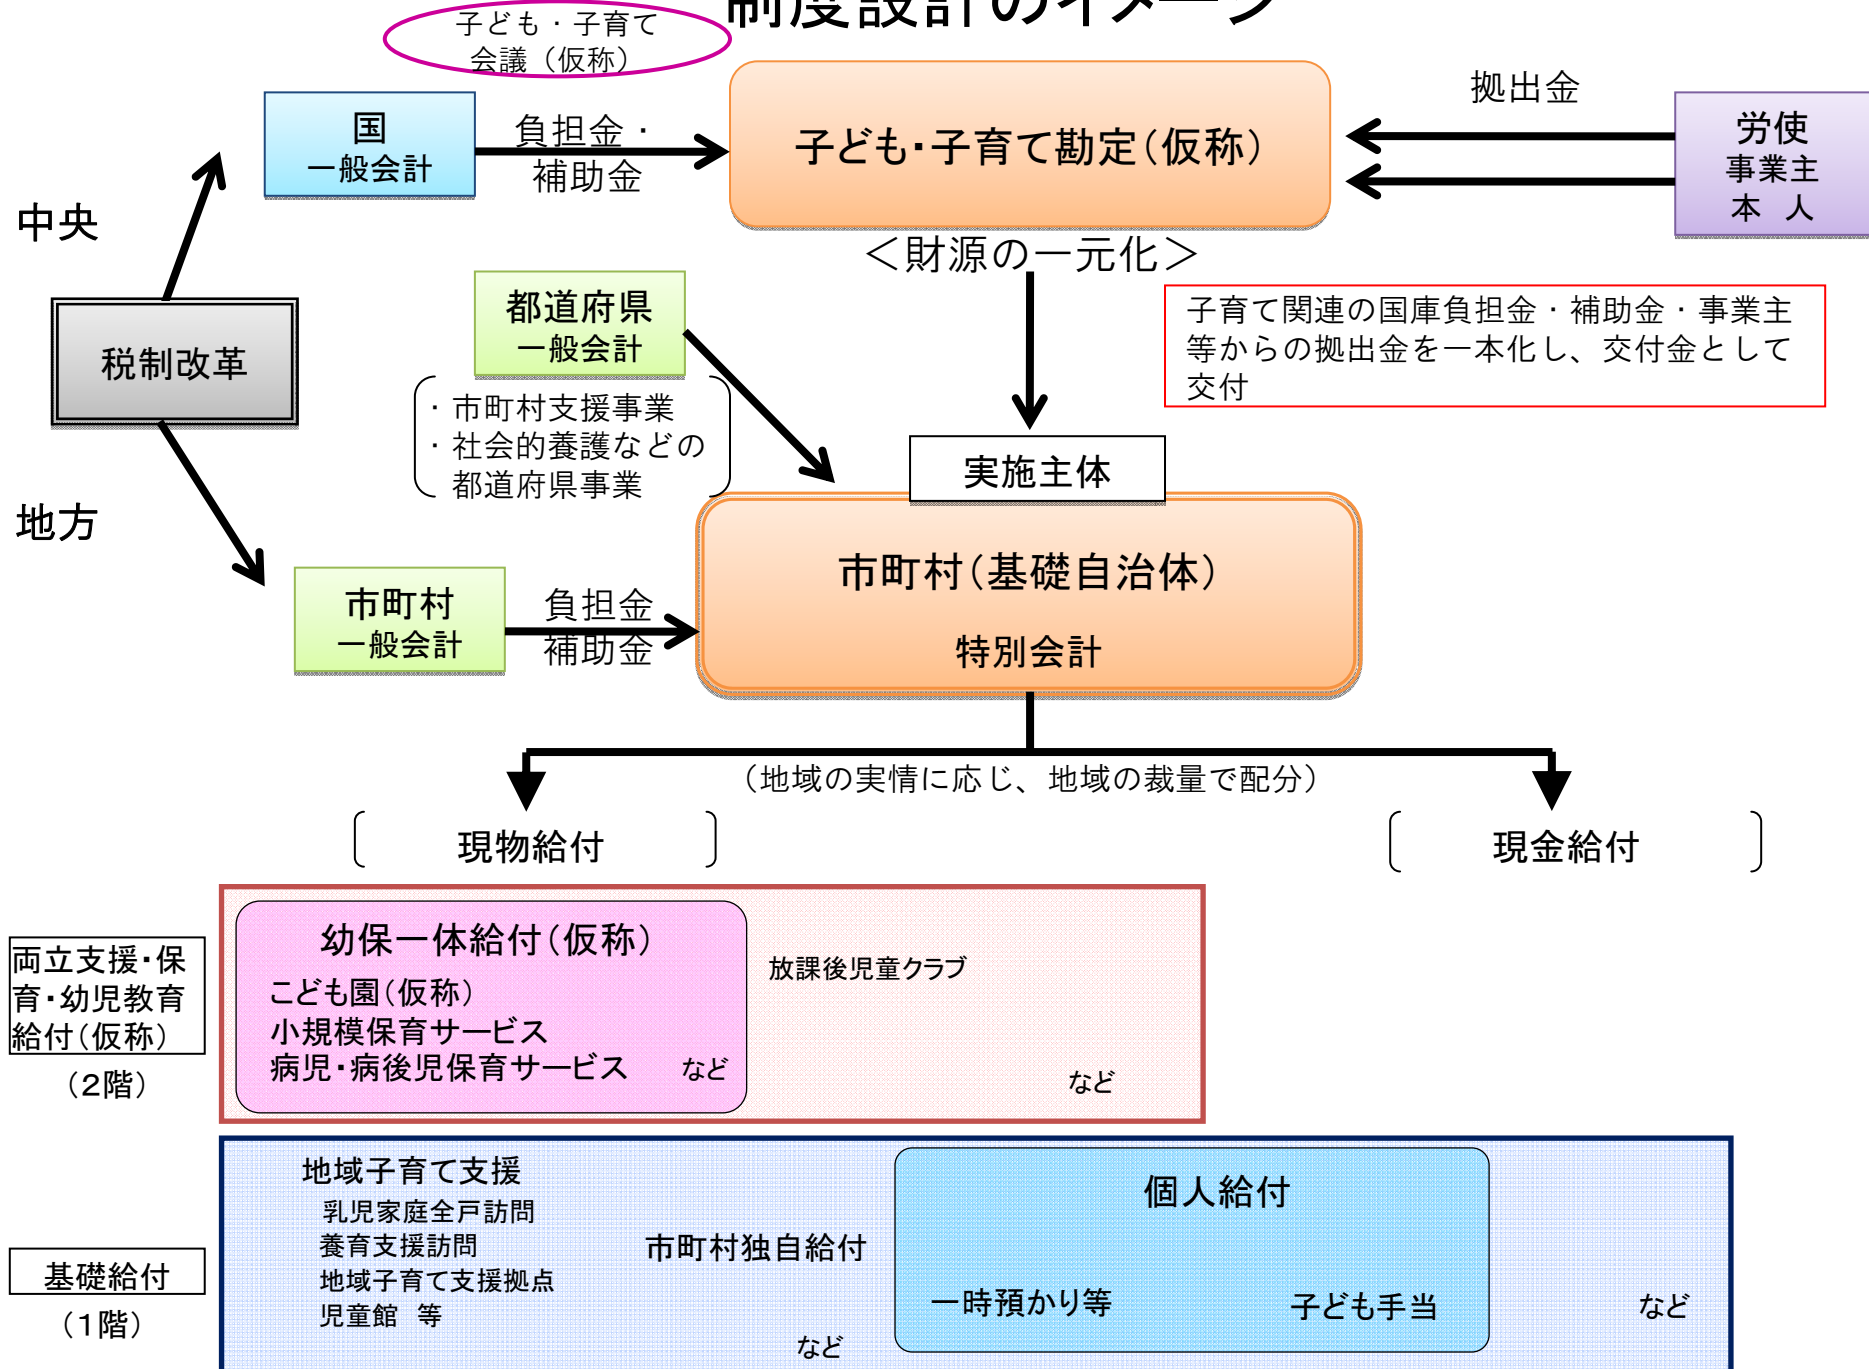 制度設計のイメージ
子ども・子育て
会議（仮称）
国
一般会計
負担金・
補助金
子ども・子育て勘定（仮称）
拠出金
労使
事業主
本　人
中央
＜財源の一元化＞
都道府県
一般会計
子育て関連の国庫負担金・補助金・事業主
等からの拠出金を一本化し、交付金として
交付
税制改革
・市町村支援事業
・社会的養護などの
都道府県事業
実施主体
地方
市町村（基礎自治体）
特別会計
市町村
一般会計
負担金
補助金
（地域の実情に応じ、地域の裁量で配分）
現物給付
現金給付
両立支援・保
育・幼児教育
給付（仮称）
（２階）
幼保一体給付（仮称）
こども園（仮称）
小規模保育サービス
病児・病後児保育サービス　など
放課後児童クラブ
など
基礎給付
（１階）
地域子育て支援
乳児家庭全戸訪問
養育支援訪問
地域子育て支援拠点
児童館　等
市町村独自給付
など
個人給付
一時預かり等
子ども手当
など